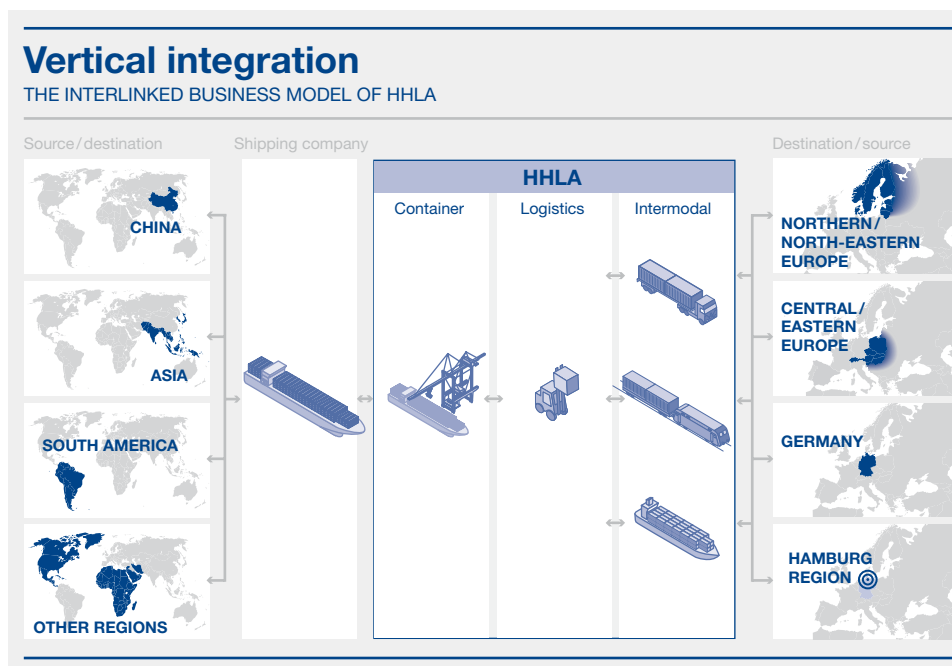 Vertical integration
THE INTERLINKED BUSINESS MODEL OF HHLA
Source / destination
Shipping company
Destination / source
HHLA
Container
Logistics
Intermodal
CHINA
ASIA
SOUTH AMERICA
OTHER REGIONS
NORTHERN /
NORTH-EASTERN
EUROPE
CENTRAL /
EASTERN
EUROPE
GERMANY
HAMBURG
REGION